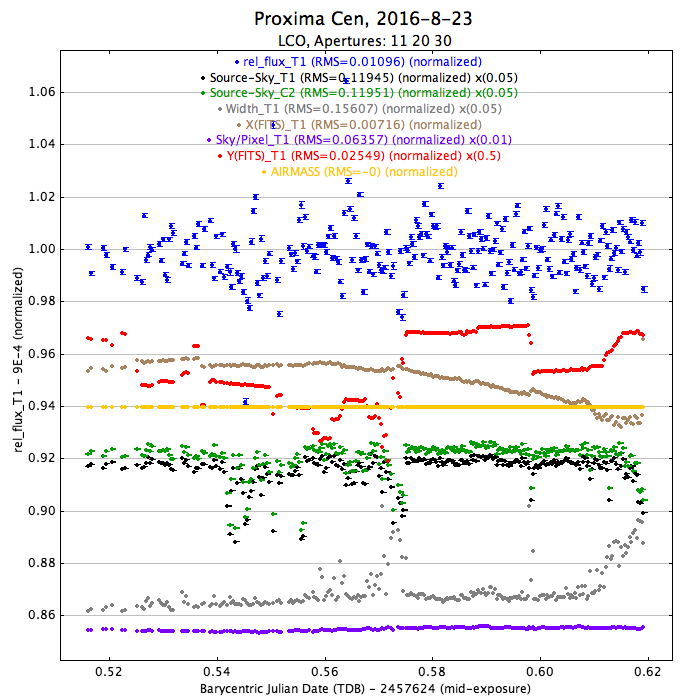 Proxima Cen, 2016-8-23
LCO, Apertures: 11 20 30
rel_flux_T1 (RMS=0.01096) (normalized)
Source-Sky_T1 (RMS=0.11945) (normalized) x(0.05)
Source-Sky_C2 (RMS=0.11951) (normalized) x(0.05)
Width_T1 (RMS=0.15607) (normalized) x(0.05)
X(FITS)_T1 (RMS=0.00716) (normalized)
Sky/Pixel_T1 (RMS=0.06357) (normalized) x(0.01)
Y(FITS)_T1 (RMS=0.02549) (normalized) x(0.5)
AIRMASS (RMS=~0) (normalized)
1.06
1.04
1.02
1.00
0.98
0.96
0.94
0.92
0.90
0.88
0.86
rel_flux_T1 - 9E-4 (normalized)
0.52
0.54
0.56
0.58
0.60
0.62
Barycentric Julian Date (TDB) - 2457624 (mid-exposure)